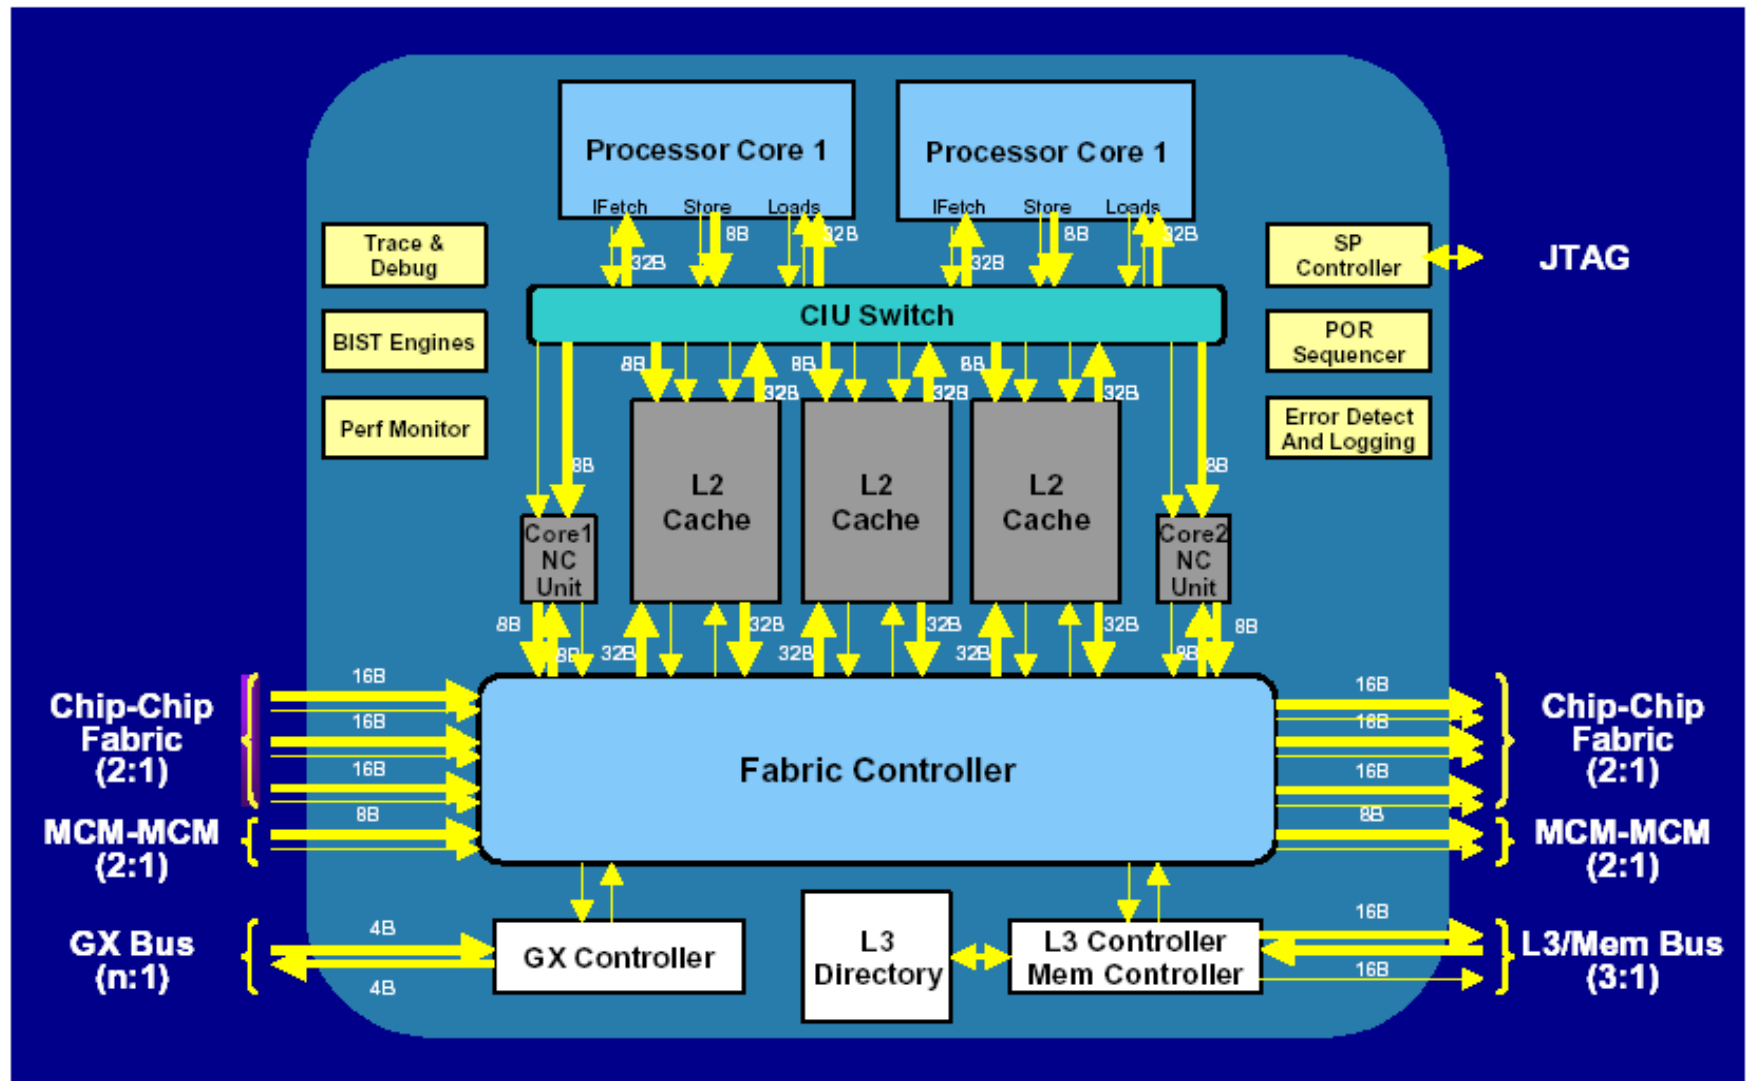 Processor Core 1
Processor Core 1
IFetch Store Loads
IFetch Store Loads
8B 32B
8B 32B
32B
32B
Trace &
Debug
SP
Controller
JTAG
CIU Switch
BIST Engines
POR
Sequencer
8B
8B
8B
32B
32B
32B
Perf Monitor
Error Detect
And Logging
8B
8B
L2
Cache
L2
Cache
L2
Cache
Core1
NC
Unit
Core2
NC
Unit
8B
32B
32B
32B
8B
8B
32B
32B
32B
8B
Chip-Chip
Fabric
(2:1)
16B
16B
16B
MCM-MCM
(2:1)
8B
Fabric Controller
16B
16B
16B
Chip-Chip
Fabric
(2:1)
8B
MCM-MCM
(2:1)
GX Bus
(n:1)
4B
4B
GX Controller
L3
Directory
L3 Controller
Mem Controller
16B
16B
L3/Mem Bus
(3:1)